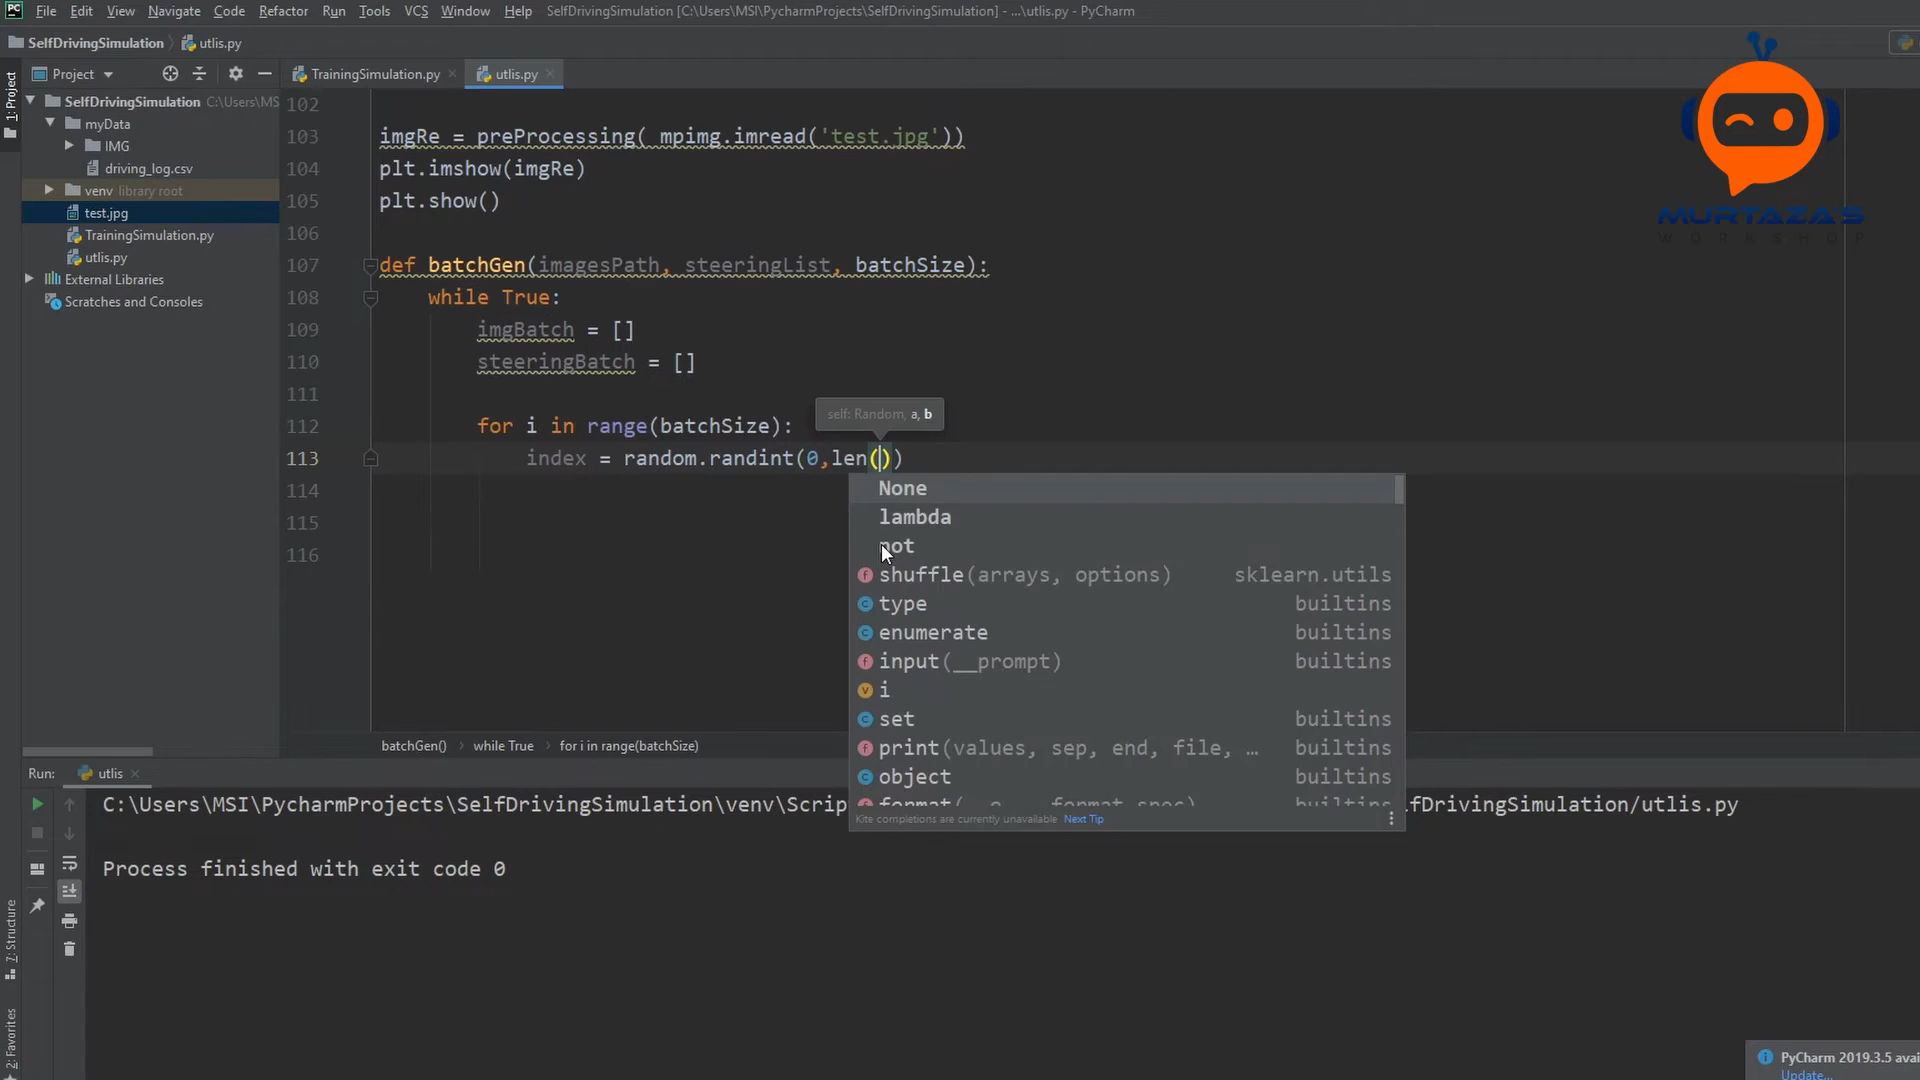 File Edit View Navigate Code Refactor Run Tools VCS Window Help SelfDrivingSimulation [C:\Users\MSI\PycharmProjects\SelfDrivingSimulation] - ...\utlis.py - PyCharm
SelfDrivingSimulation utlis.py
1: Project
Project
TrainingSimulation.py utlis.py
SelfDrivingSimulation C:\Users\MS
myData
IMG
driving_log.csv
venv library root
test.jpg
TrainingSimulation.py
utlis.py
External Libraries
Scratches and Consoles
MURTAZA'S
WORKSHOP
102
103 imgRe = preProcessing( mpimg.imread('test.jpg'))
104 plt.imshow(imgRe)
105 plt.show()
106
107 def batchGen(imagesPath, steeringList, batchSize):
108 while True:
109 imgBatch = []
110 steeringBatch = []
111
112 for i in range(batchSize):
self: Random, a, b
113 index = random.randint(0,len())
114
115
116
None
lambda
not
shuffle(arrays, options) sklearn.utils
type builtins
enumerate builtins
input(__prompt) builtins
i
set builtins
print(values, sep, end, file, … builtins
object builtins
Kite completions are currently unavailable Next Tip
batchGen() while True for i in range(batchSize)
Run: utlis
C:\Users\MSI\PycharmProjects\SelfDrivingSimulation\venv\Scrip
lfDrivingSimulation/utlis.py
Process finished with exit code 0
7: Structure
2: Favorites
PyCharm 2019.3.5 avai
Update...